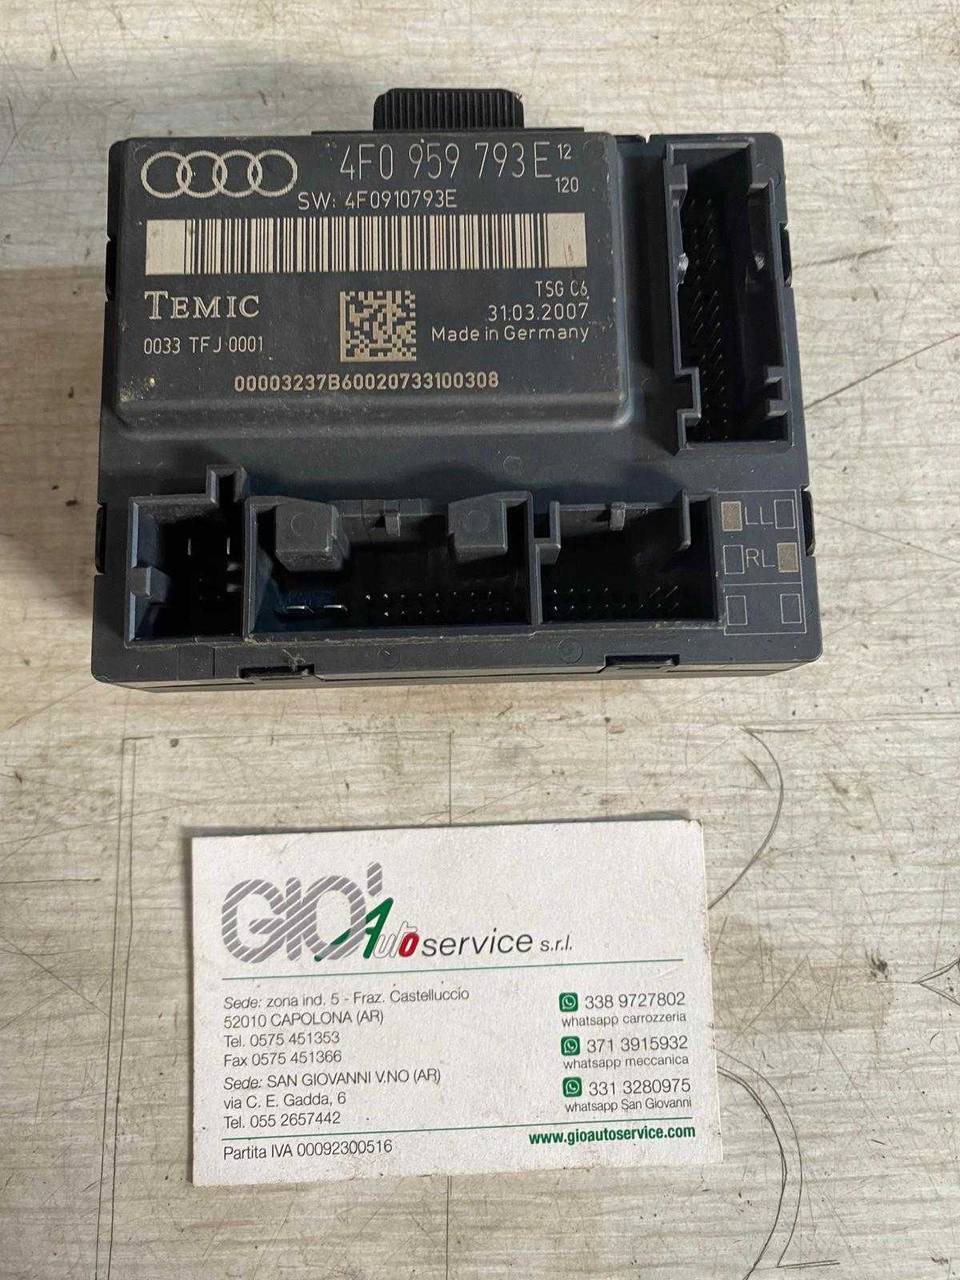 4F0 959 793 E 12
120
SW: 4F0910793E
TEMIC
TSG C6
31.03.2007
0033 TFJ 0001
Made in Germany
00003237B60020733100308
LL
RL
GIO' Auto service s.r.l.
Sede: zona ind. 5 - Fraz. Castelluccio
52010 CAPOLONA (AR)
Tel. 0575 451353
Fax 0575 451366
Sede: SAN GIOVANNI V.NO (AR)
via C. E. Gadda, 6
Tel. 055 2657442
338 9727802
whatsapp carrozzeria
371 3915932
whatsapp meccanica
331 3280975
whatsapp San Giovanni
Partita IVA 00092300516
www.gioautoservice.com